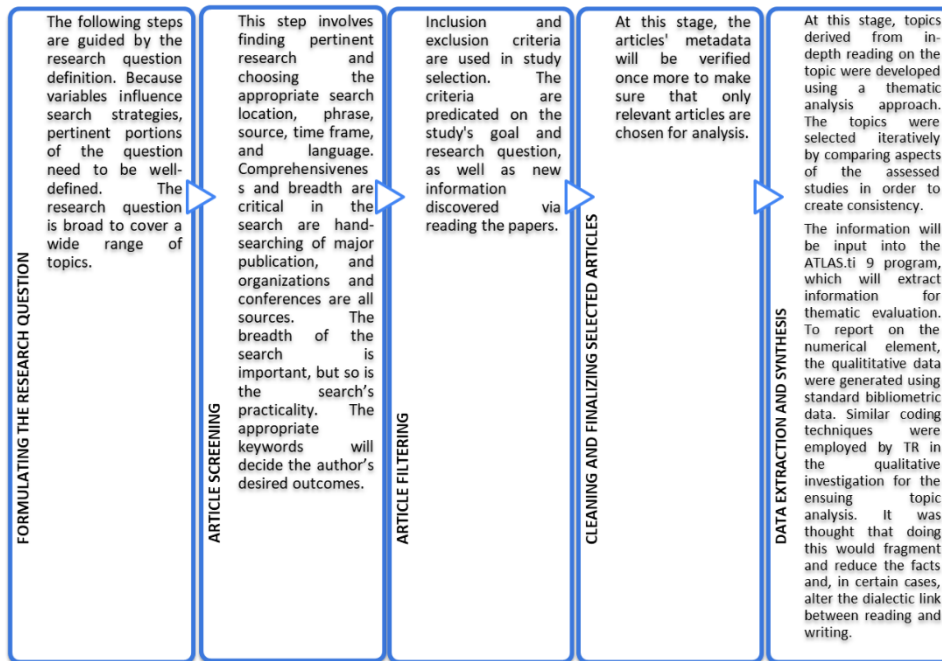 FORMULATING THE RESEARCH QUESTION
The following steps
are guided by the
research question
definition. Because
variables influence
search strategies,
pertinent portions
of the question
need to be well-
defined. The
research question
is broad to cover a
wide range of
topics.
ARTICLE SCREENING
This step involves
finding pertinent
research and
choosing the
appropriate search
location, phrase,
source, time frame,
and language.
Comprehensivenes
s and breadth are
critical in the
search are hand-
searching of major
publication, and
organizations and
conferences are all
sources. The
breadth of the
search is
important, but so is
the search’s
practicality. The
appropriate
keywords will
decide the author’s
desired outcomes.
ARTICLE FILTERING
Inclusion and
exclusion criteria
are used in study
selection. The
criteria are
predicated on the
study's goal and
research question,
as well as new
information
discovered via
reading the papers.
CLEANING AND FINALIZING SELECTED ARTICLES
At this stage, the
articles' metadata
will be verified
once more to make
sure that only
relevant articles are
chosen for analysis.
DATA EXTRACTION AND SYNTHESIS
At this stage, topics
derived from in-
depth reading on the
topic were developed
using a thematic
analysis approach.
The topics were
selected iteratively
by comparing aspects
of the assessed
studies in order to
create consistency.
The information will
be input into the
ATLAS.ti 9 program,
which will extract
information for
thematic evaluation.
To report on the
numerical element,
the qualititative data
were generated using
standard bibliometric
data. Similar coding
techniques were
employed by TR in
the qualitative
investigation for the
ensuing topic
analysis. It was
thought that doing
this would fragment
and reduce the facts
and, in certain cases,
alter the dialectic link
between reading and
writing.